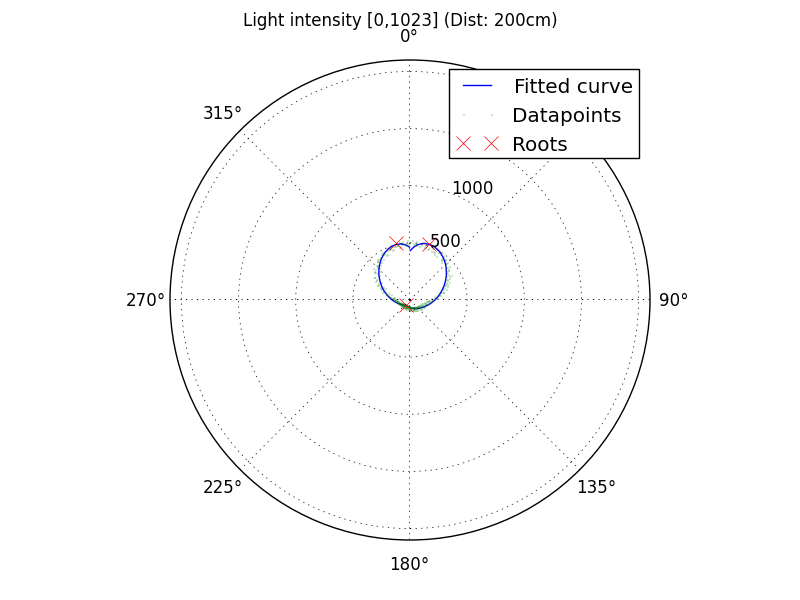 Light intensity [0,1023] (Dist: 200cm)
0°
Fitted curve
Datapoints
Roots
315°
1000
500
270°
90°
225°
135°
180°